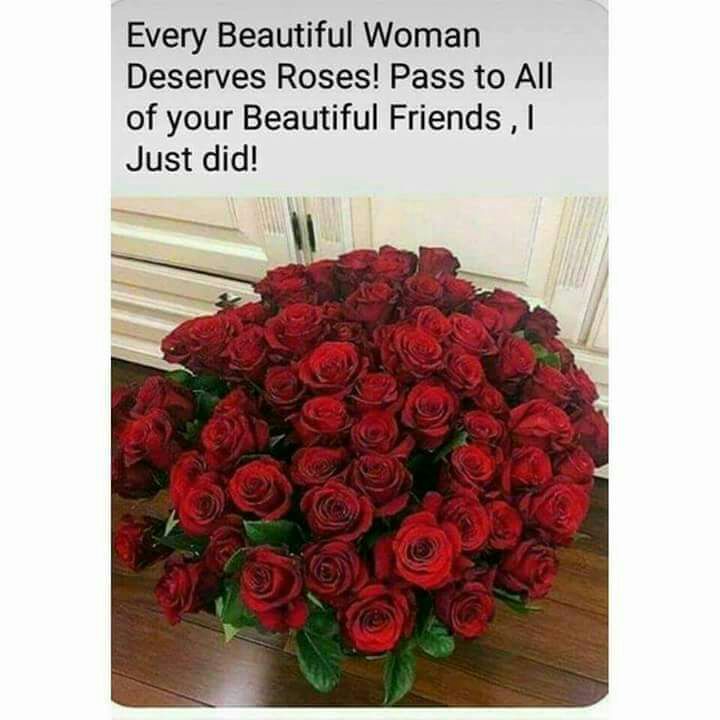 Every Beautiful Woman
Deserves Roses! Pass to All
of your Beautiful Friends , I
Just did!